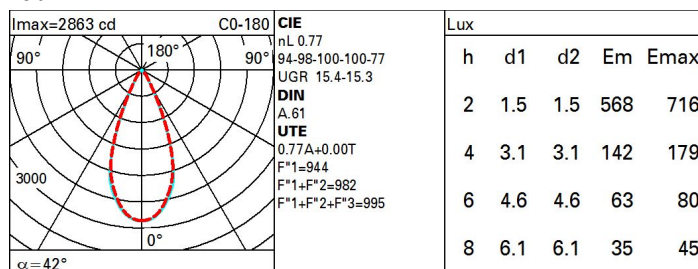 Imax=2863 cd C0-180
90° 180° 90°
3000
0°
α=42°
CIE
nL 0.77
94-98-100-100-77
UGR 15.4-15.3
DIN
A.61
UTE
0.77A+0.00T
F"1=944
F"1+F"2=982
F"1+F"2+F"3=995
Lux
h d1 d2 Em Emax
2 1.5 1.5 568 716
4 3.1 3.1 142 179
6 4.6 4.6 63 80
8 6.1 6.1 35 45